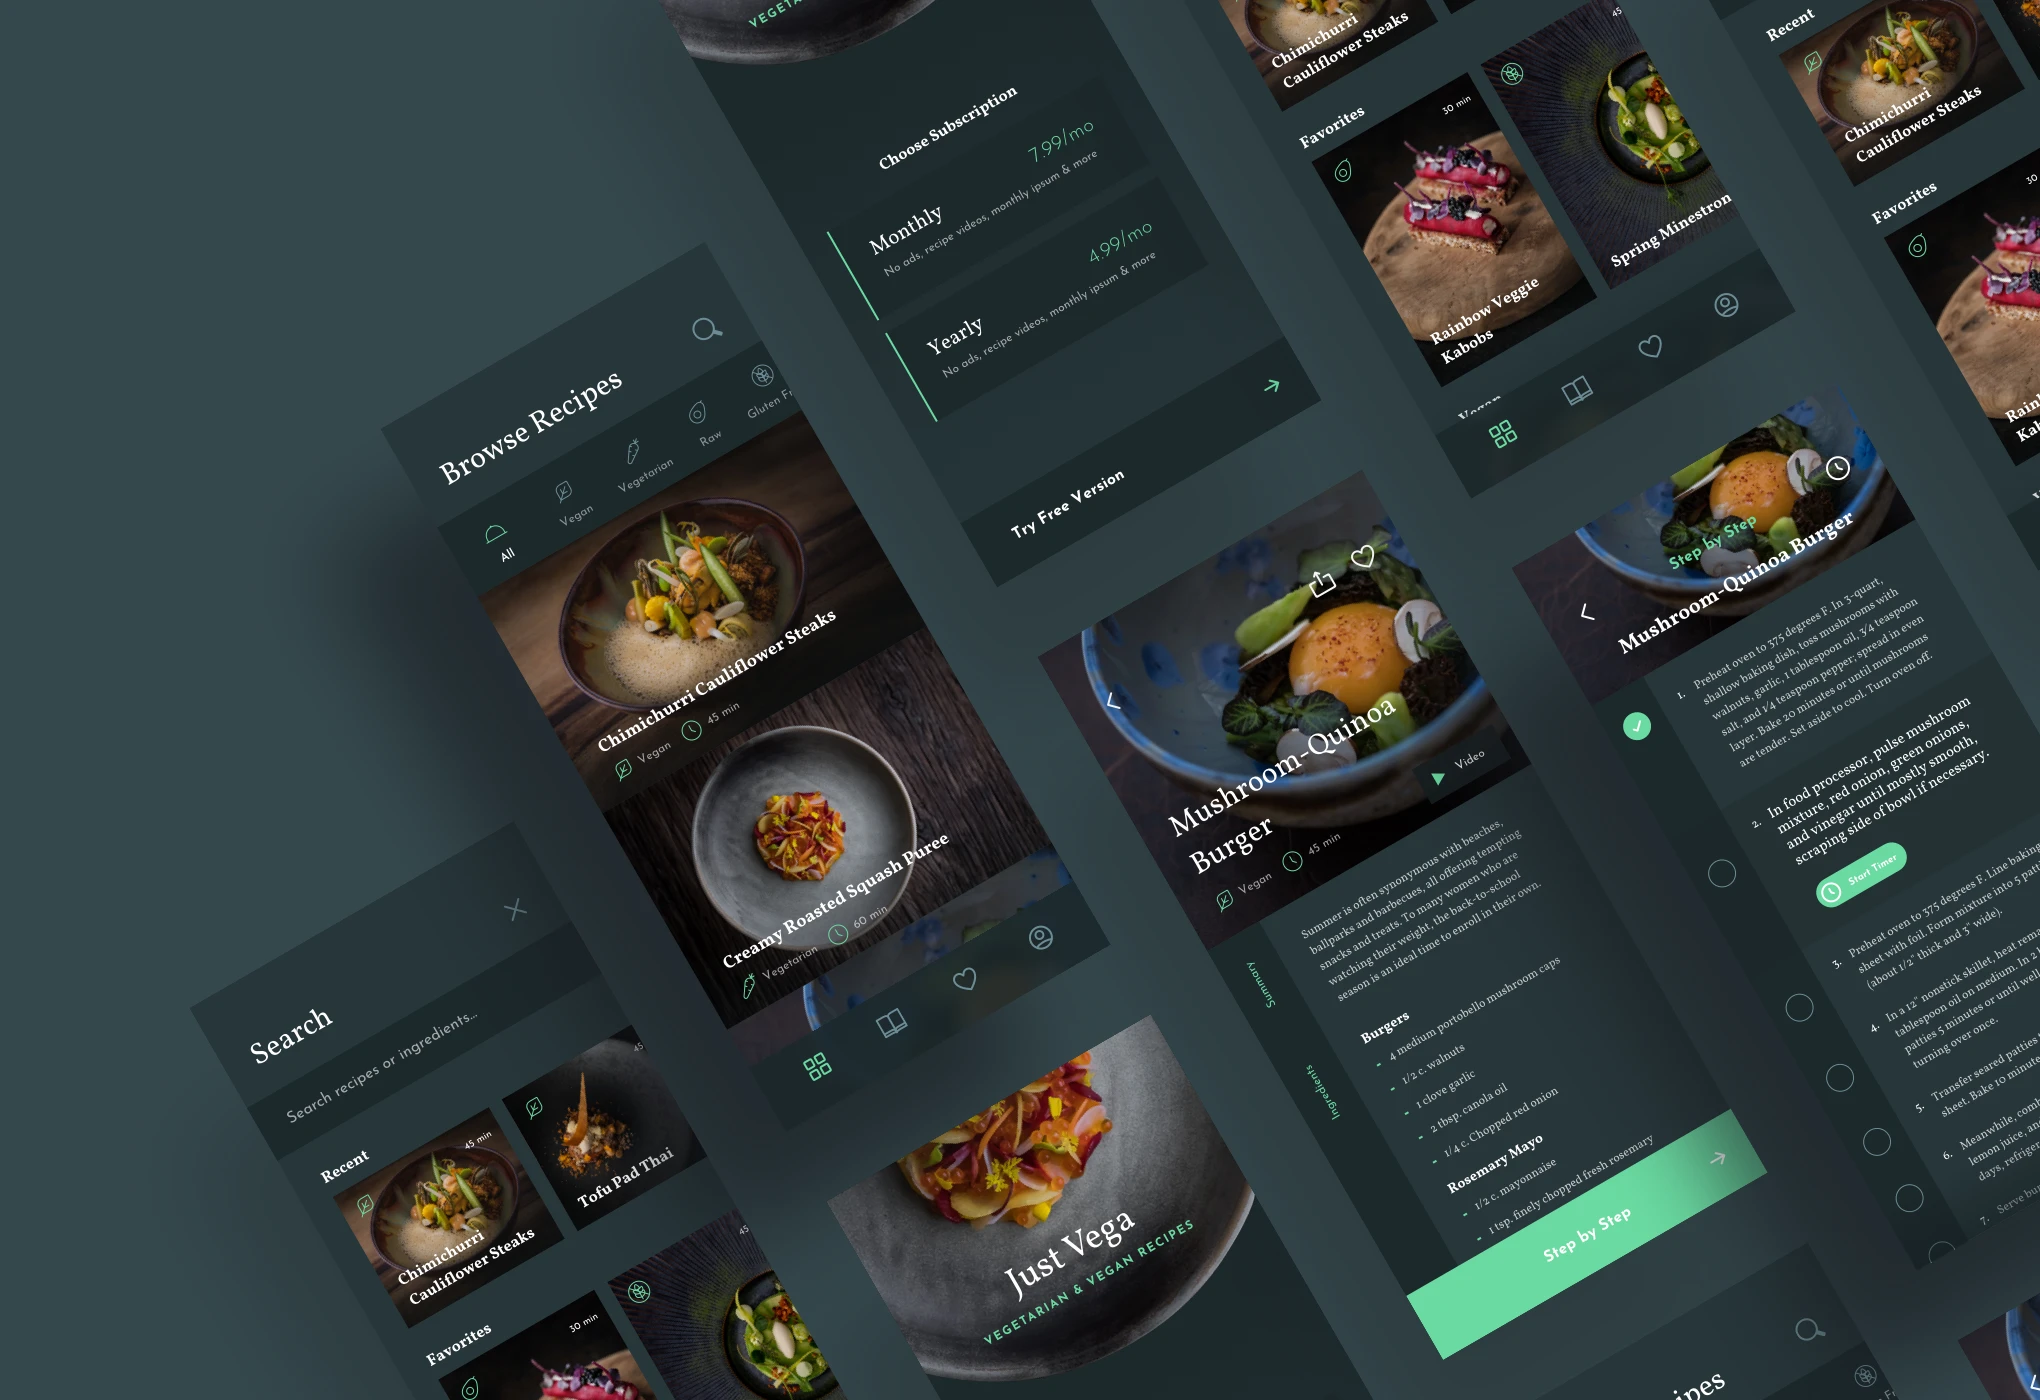 VEGETA
Choose Subscription
7.99/mo
Monthly
No ads, recipe videos, monthly ipsum & more
4.99/mo
Yearly
No ads, recipe videos, monthly ipsum & more
Try Free Version
Chimichurri
Cauliflower Steaks
45
Favorites
30 min
Rainbow Veggie
Kabobs
Spring Minestron
Vegan
Recent
Chimichurri
Cauliflower Steaks
Favorites
30
Rain
Kab
Browse Recipes
All
Vegan
Vegetarian
Raw
Gluten Fr
Chimichurri Cauliflower Steaks
Vegan
45 min
Creamy Roasted Squash Puree
Vegetarian
60 min
Search
Search recipes or ingredients...
Recent
45 min
Chimichurri
Cauliflower Steaks
45
Tofu Pad Thai
Favorites
30 min
45
Just Vega
VEGETARIAN & VEGAN RECIPES
Mushroom-Quinoa
Burger
Vegan
45 min
Video
Summary
Summer is often synonymous with beaches,
ballparks and barbecues, all offering tempting
snacks and treats. To many women who are
watching their weight, the back-to-school
season is an ideal time to enroll in their own.
Ingredients
Burgers
- 4 medium portobello mushroom caps
- 1/2 c. walnuts
- 1 clove garlic
- 2 tbsp. canola oil
- 1/4 c. Chopped red onion
Rosemary Mayo
- 1/2 c. mayonnaise
- 1 tsp. finely chopped fresh rosemary
Step by Step
Step by Step
Mushroom-Quinoa Burger
1. Preheat oven to 375 degrees F. In 3-quart,
shallow baking dish, toss mushrooms with
walnuts, garlic, 1 tablespoon oil, 3/4 teaspoon
salt, and 1/4 teaspoon pepper; spread in even
layer. Bake 20 minutes or until mushrooms
are tender. Set aside to cool. Turn oven off.
2. In food processor, pulse mushroom
mixture, red onion, green onions,
and vinegar until mostly smooth,
scraping side of bowl if necessary.
Start Timer
3. Preheat oven to 375 degrees F. Line baking
sheet with foil. Form mixture into 5 patt
(about 1/2" thick and 3" wide).
4. In a 12" nonstick skillet, heat rema
tablespoon oil on medium. In 2 b
patties 5 minutes or until well
turning over once.
5. Transfer seared patties
sheet. Bake 10 minute
6. Meanwhile, comb
lemon juice, an
days, refriger
7. Serve bur
ipes